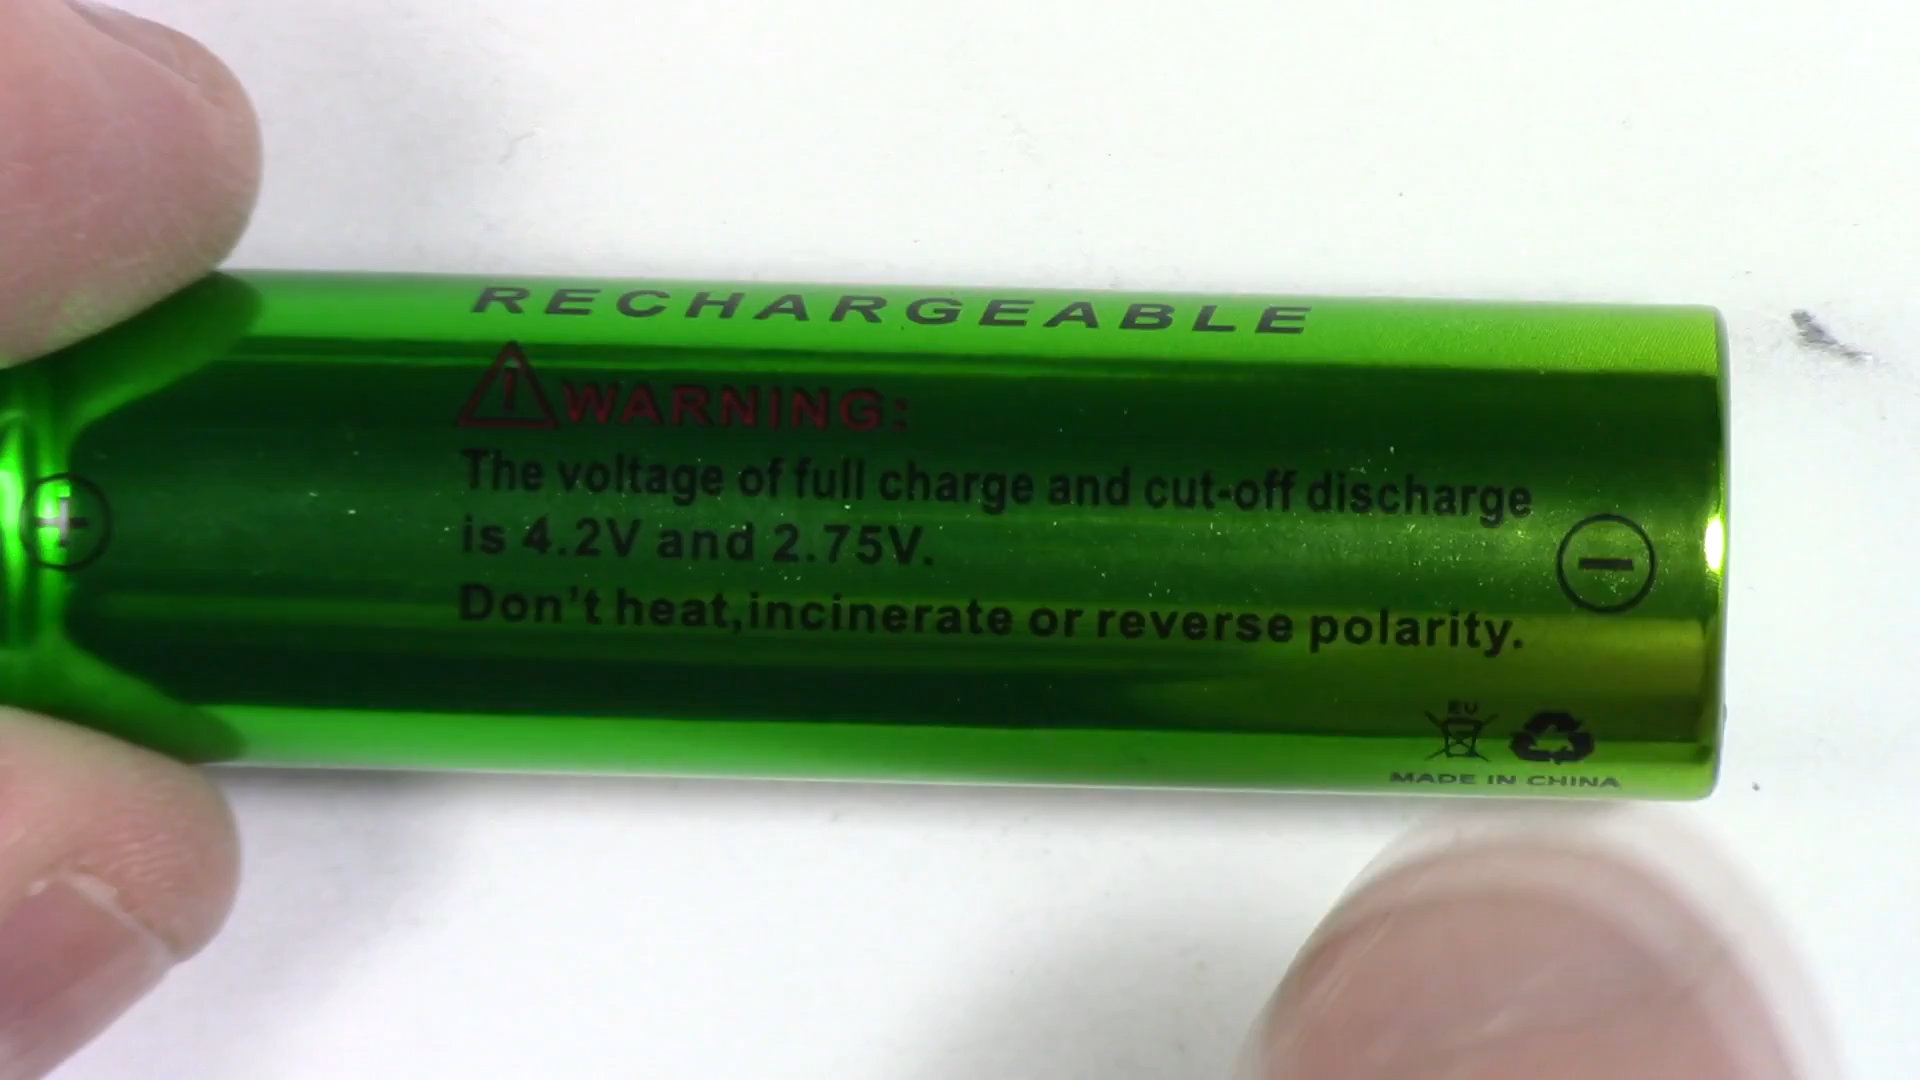 RECHARGEABLE
WARNING:
The voltage of full charge and cut-off discharge
is 4.2V and 2.75V.
Don't heat,incinerate or reverse polarity.
EU
MADE IN CHINA